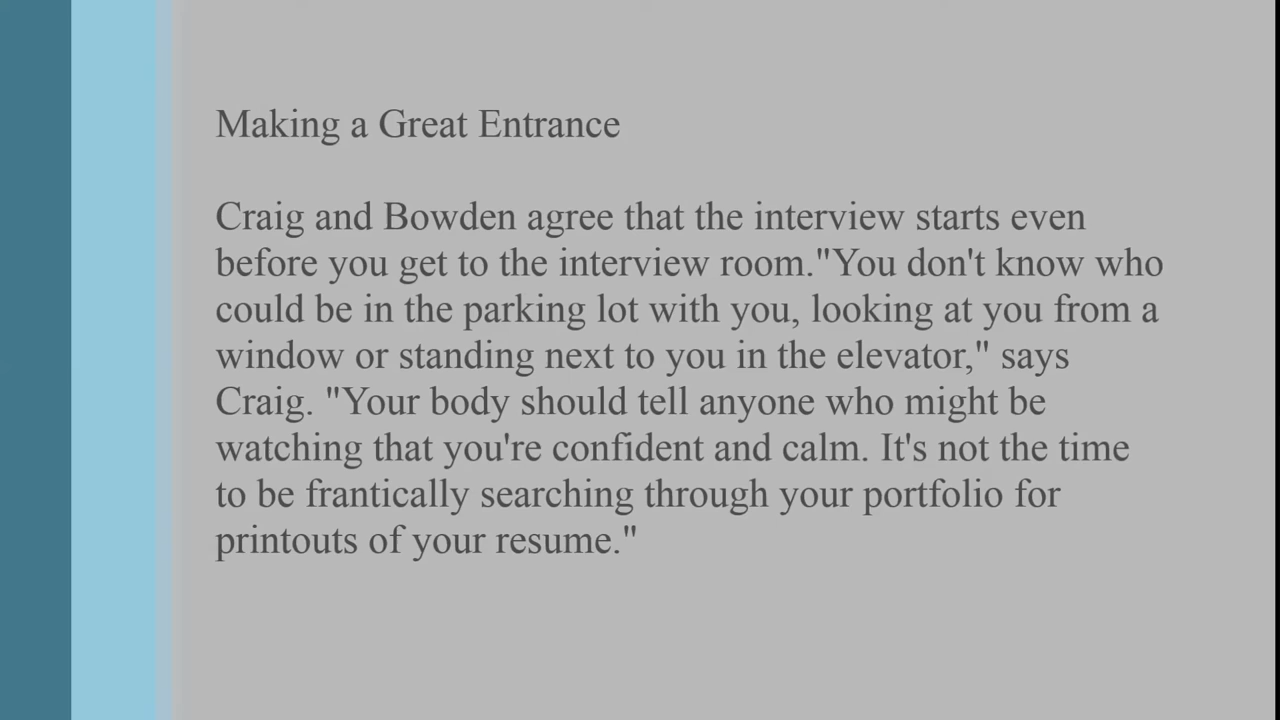 Making a Great Entrance
Craig and Bowden agree that the interview starts even
before you get to the interview room."You don't know who
could be in the parking lot with you, looking at you from a
window or standing next to you in the elevator," says
Craig. "Your body should tell anyone who might be
watching that you're confident and calm. It's not the time
to be frantically searching through your portfolio for
printouts of your resume."